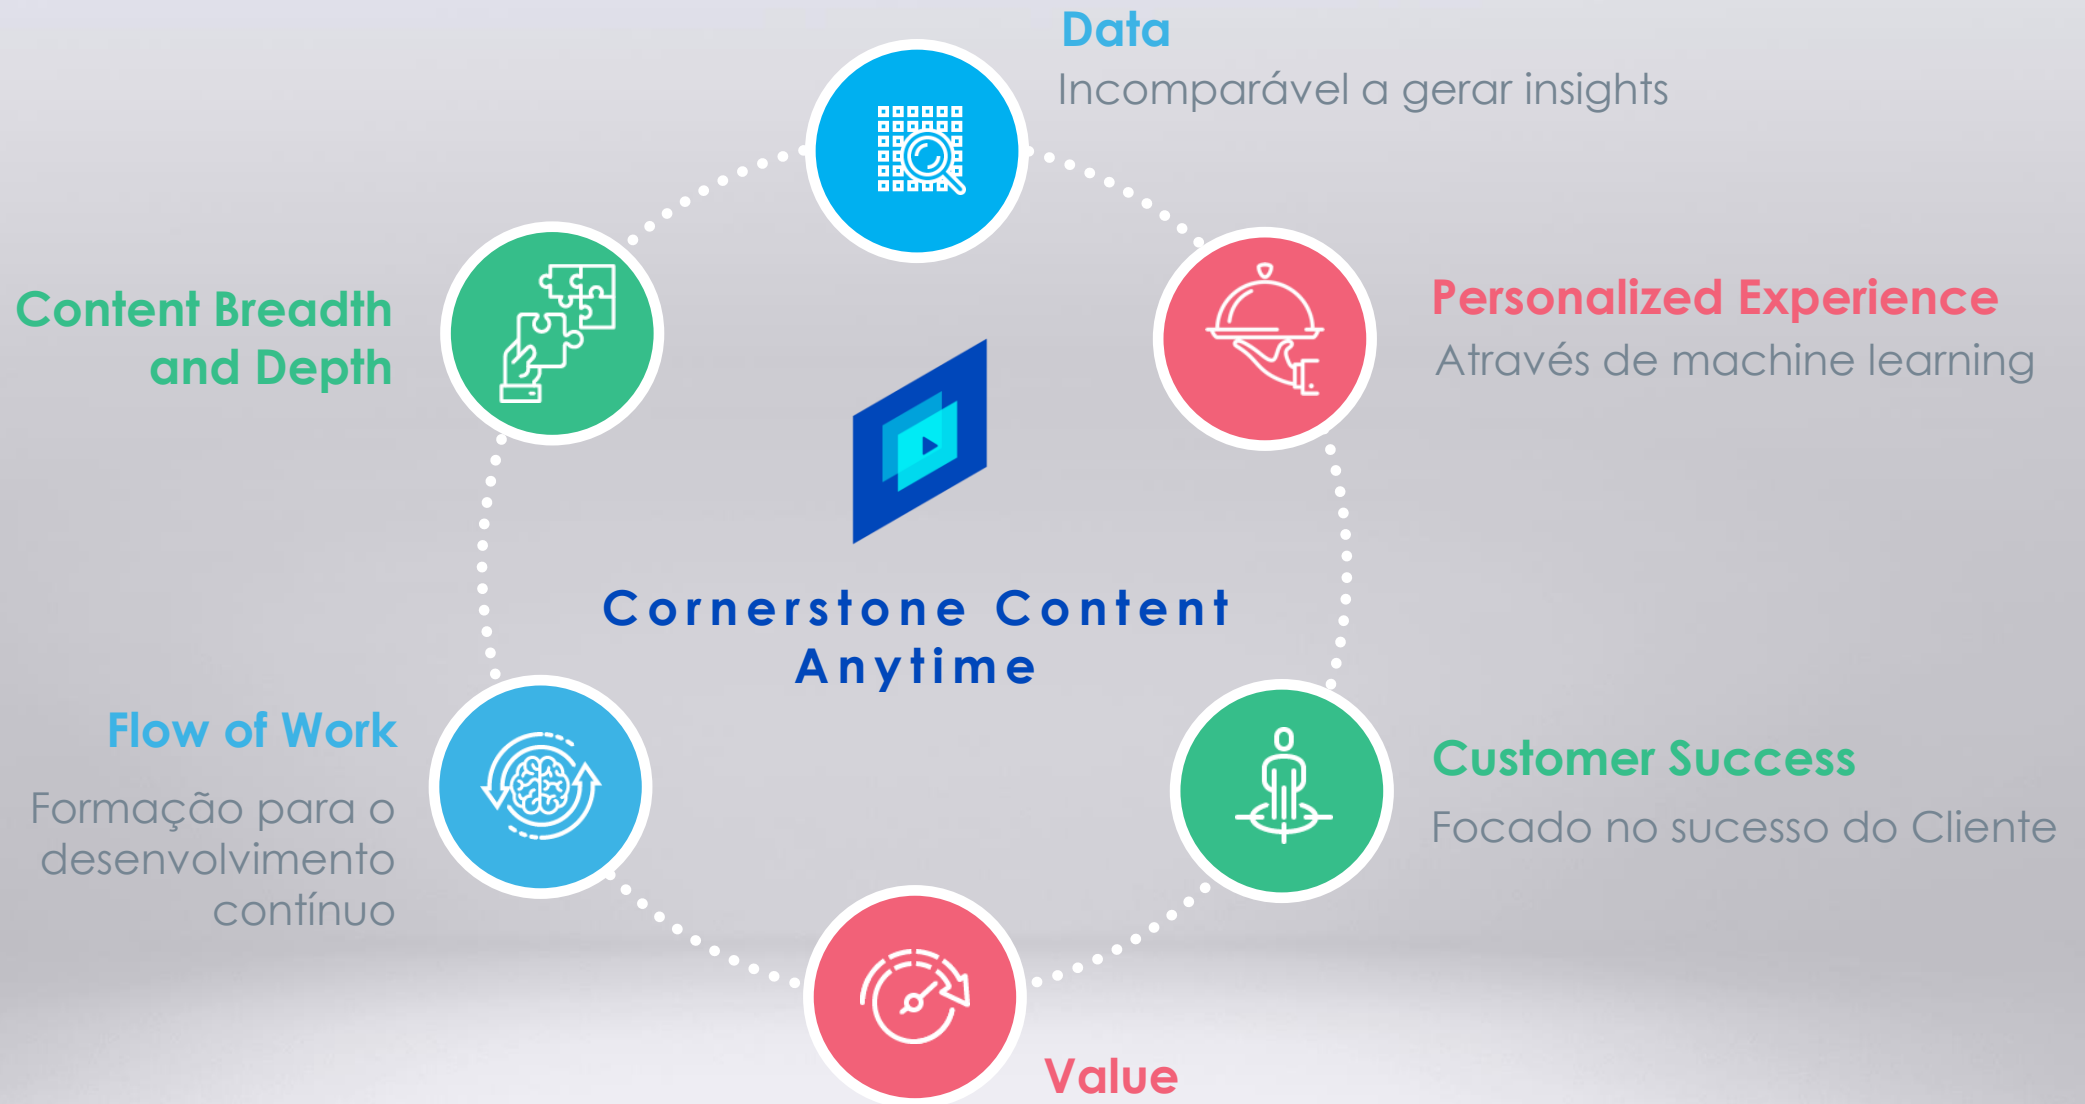 Data
Incomparável a gerar insights
Content Breadth
and Depth
Personalized Experience
Através de machine learning
Cornerstone Content
Anytime
Flow of Work
Formação para o
desenvolvimento
contínuo
Customer Success
Focado no sucesso do Cliente
Value